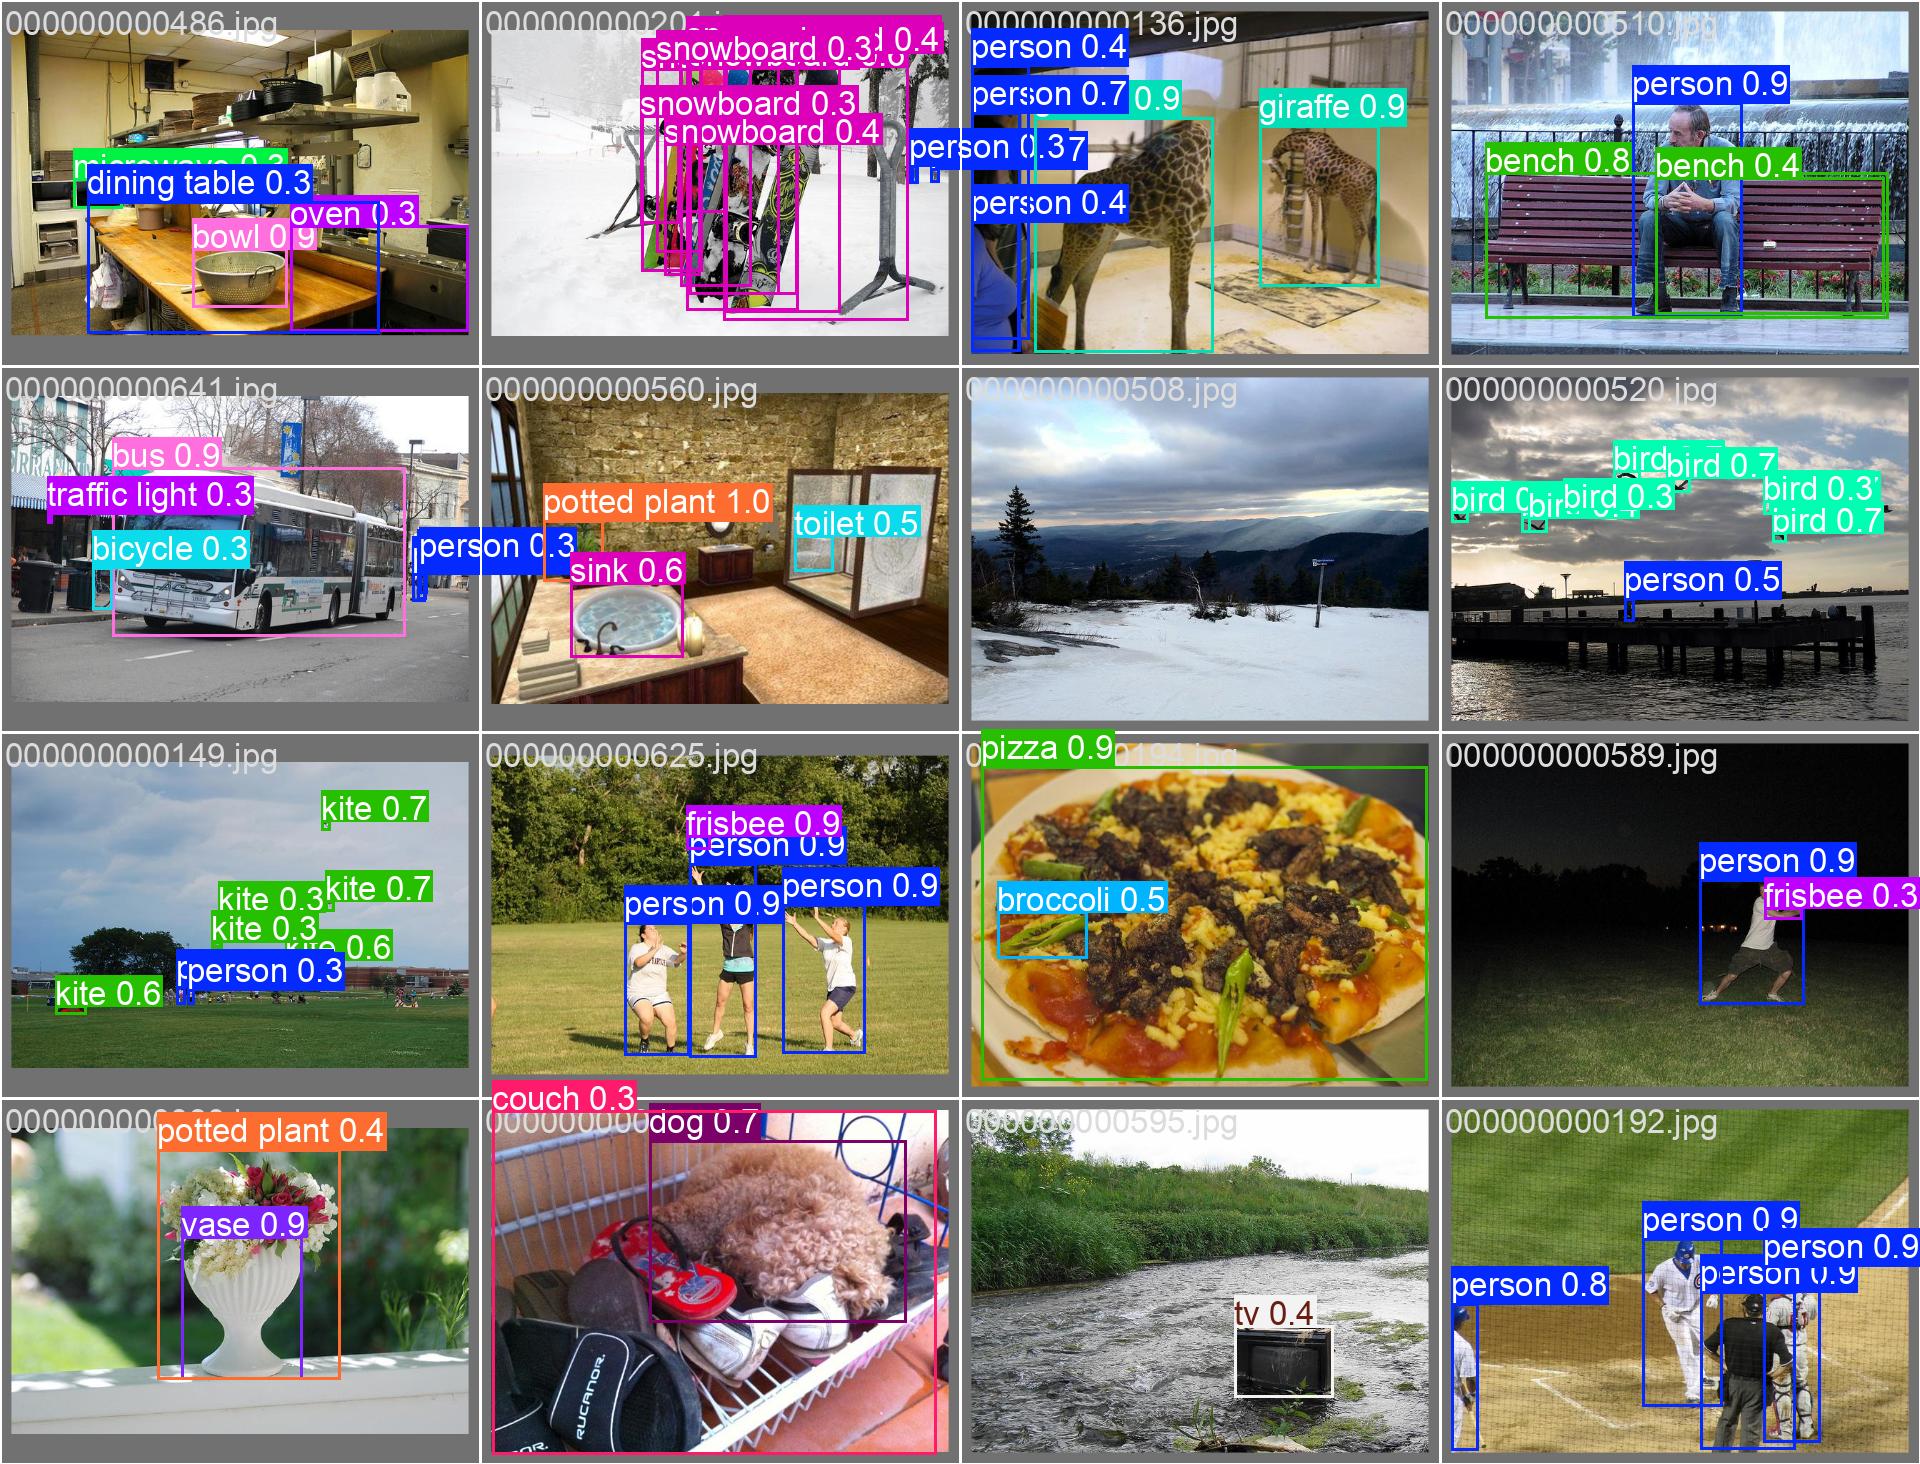 000000000486.jpg
dining table 0.3
oven 0.3
bowl 0.9
snowboard 0.3
0.4
snowboard 0.3
snowboard 0.4
person 0.3
7
000000000136.jpg
person 0.4
person 0.7
0.9
giraffe 0.9
person 0.4
000000000510.jpg
person 0.9
bench 0.8
bench 0.4
000000000641.jpg
bus 0.9
traffic light 0.3
bicycle 0.3
person 0.3
000000000560.jpg
potted plant 1.0
toilet 0.5
sink 0.6
000000000508.jpg
000000000520.jpg
bird
bird 0.7
bird
bird 0.3
bird 0.3
bird 0.7
person 0.5
000000000149.jpg
kite 0.7
kite 0.3
kite 0.7
kite 0.3
kite 0.6
person 0.3
kite 0.6
000000000625.jpg
frisbee 0.9
person 0.9
person 0.9
person 0.9
pizza 0.9
broccoli 0.5
000000000589.jpg
person 0.9
frisbee 0.3
potted plant 0.4
vase 0.9
couch 0.3
dog 0.7
RUCANOR.
000000000595.jpg
tv 0.4
000000000192.jpg
person 0.9
person 0.9
person 0.9
person 0.8